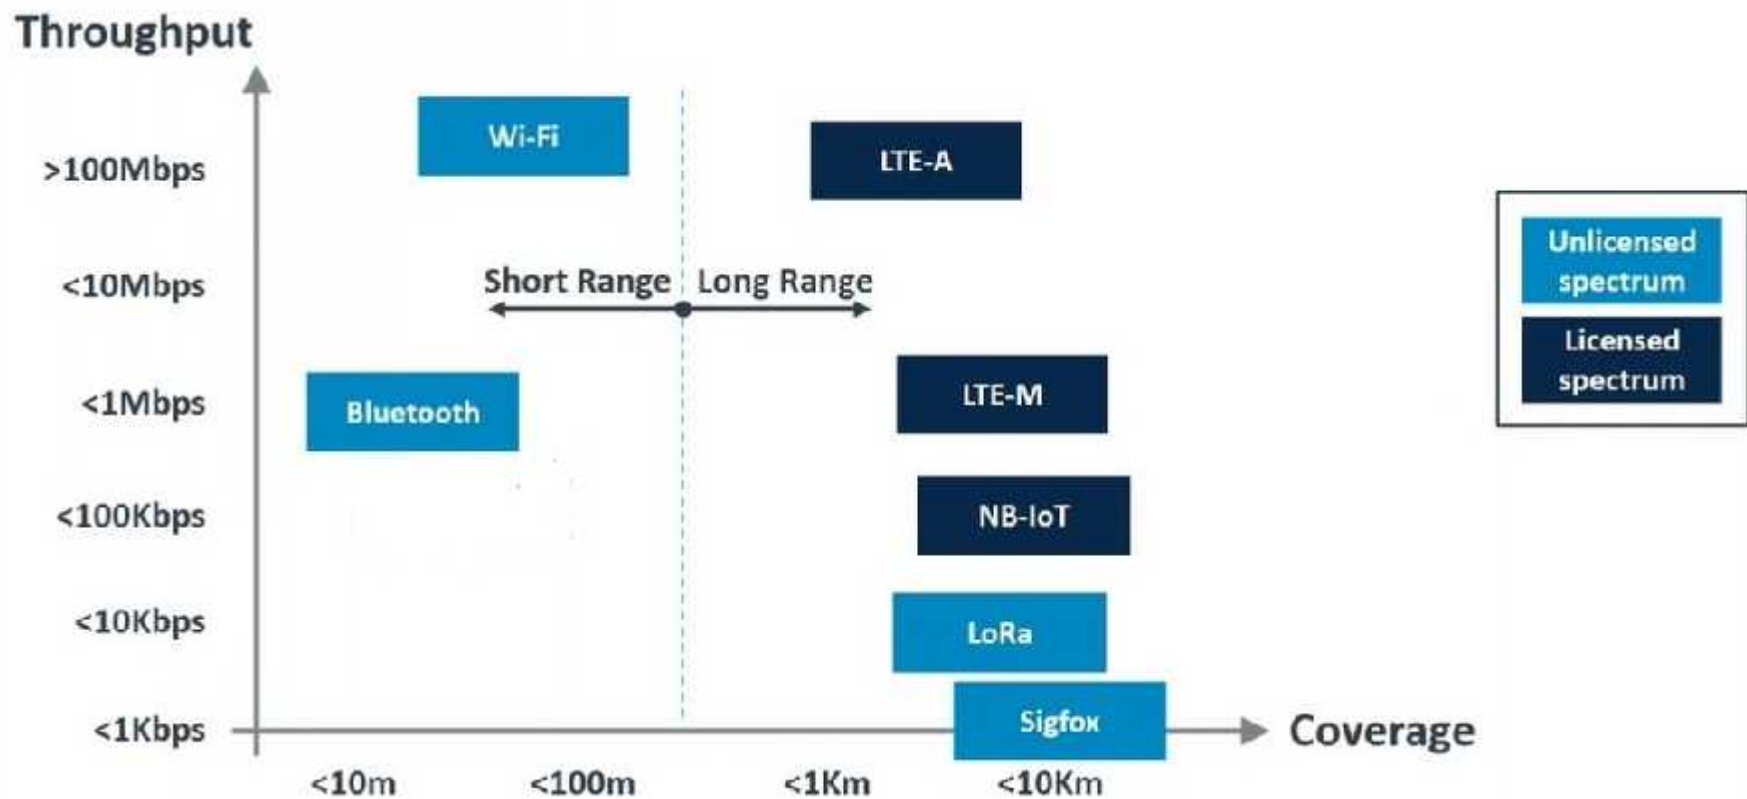 Throughput
Wi-Fi
>100Mbps
LTE-A
Unlicensed
spectrum
<10Mbps
Short Range
Long Range
Licensed
spectrum
<1Mbps
Bluetooth
LTE-M
<100Kbps
NB-IoT
<10Kbps
LoRa
<1Kbps
Sigfox
Coverage
<10m
<100m
<1Km
<10Km